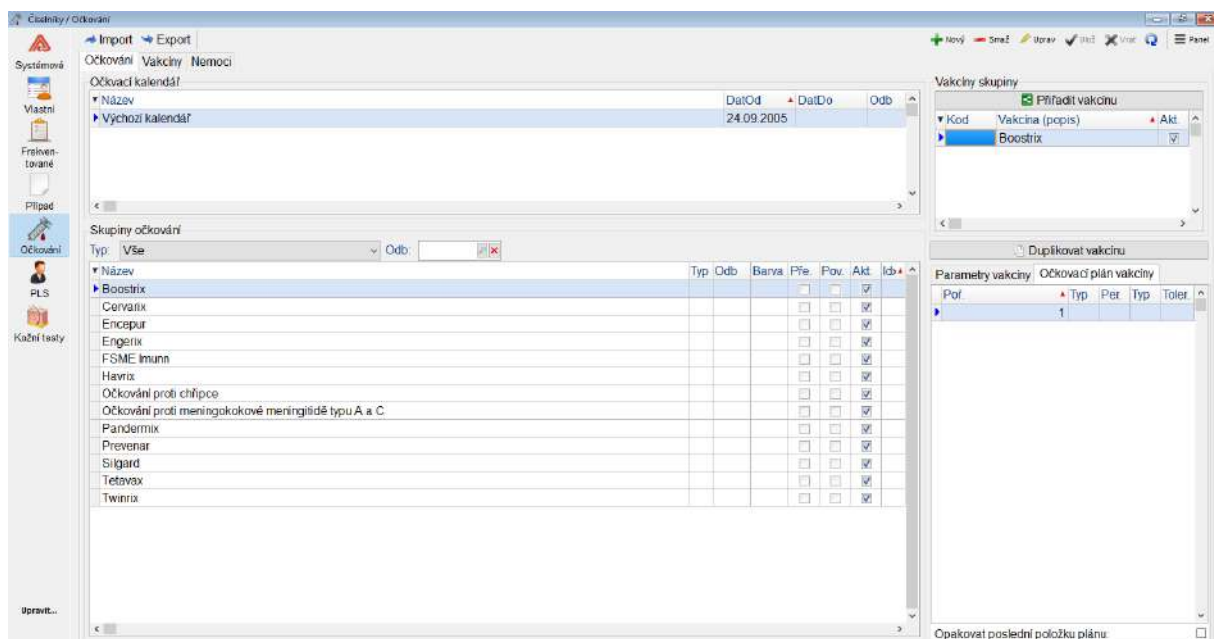 Číselníky / Očkování
Import Export
Nový Smaž Uprav Ulož Vrať Panel
Systémové
Vlastní
Frekven-
tované
Případ
Očkování
PLS
Kožní testy
Upravit...
Očkování Vakcíny Nemoci
Očkvací kalendář
Název DatOd DatDo Odb
Výchozí kalendář 24.09.2005
Skupiny očkování
Typ: Vše Odb:
Název Typ Odb Barva Pře. Pov. Akt. Idx
Boostrix
Cervarix
Encepur
Engerix
FSME Imunn
Havrix
Očkování proti chřipce
Očkování proti meningokokové meningitidě typu A a C
Pandermix
Prevenar
Silgard
Tetavax
Twinrix
Vakcíny skupiny
Přiřadit vakcínu
Kod Vakcína (popis) Akt.
Boostrix
Duplikovat vakcínu
Parametry vakcíny Očkovací plán vakcíny
Poř. Typ Per. Typ Toler.
1
Opakovat poslední položku plánu: